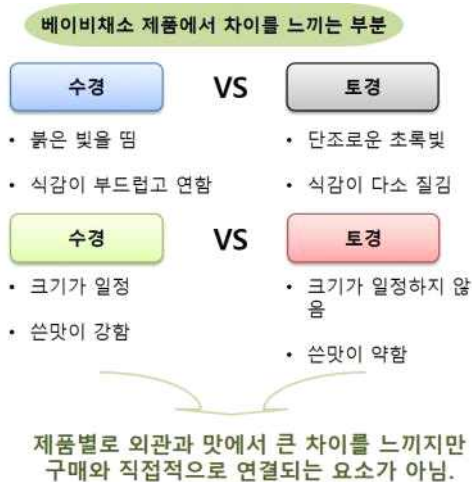 베이비채소 제품에서 차이를 느끼는 부분
수경 VS 토경
• 붉은 빛을 띰
• 식감이 부드럽고 연함
• 단조로운 초록빛
• 식감이 다소 질김
수경 VS 토경
• 크기가 일정
• 쓴맛이 강함
• 크기가 일정하지 않
음
• 쓴맛이 약함
제품별로 외관과 맛에서 큰 차이를 느끼지만
구매와 직접적으로 연결되는 요소가 아님.